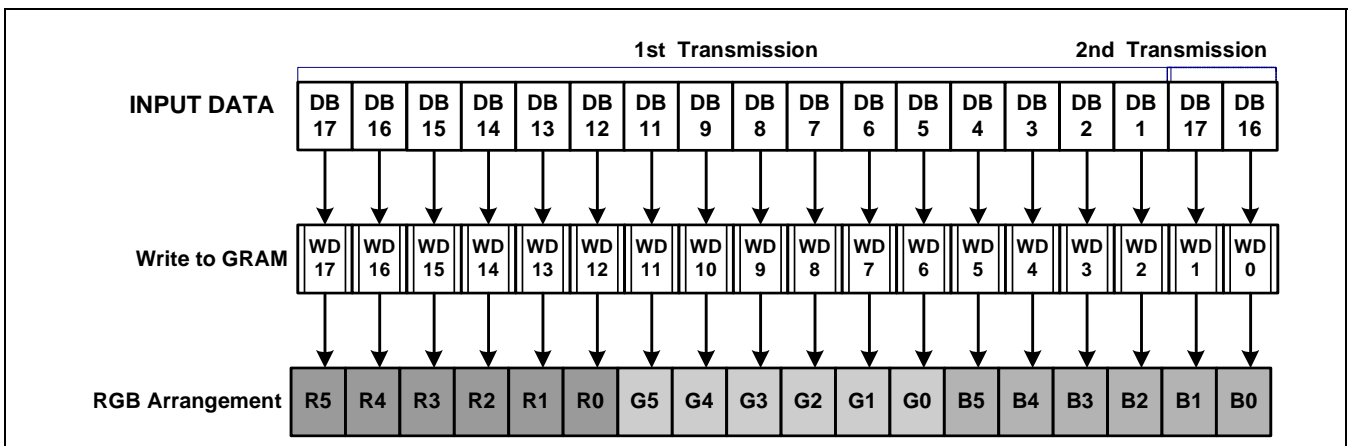 1st Transmission 2nd Transmission
INPUT DATA DB 17 DB 16 DB 15 DB 14 DB 13 DB 12 DB 11 DB 9 DB 8 DB 7 DB 6 DB 5 DB 4 DB 3 DB 2 DB 1 DB 17 DB 16
Write to GRAM WD 17 WD 16 WD 15 WD 14 WD 13 WD 12 WD 11 WD 10 WD 9 WD 8 WD 7 WD 6 WD 5 WD 4 WD 3 WD 2 WD 1 WD 0
RGB Arrangement R5 R4 R3 R2 R1 R0 G5 G4 G3 G2 G1 G0 B5 B4 B3 B2 B1 B0